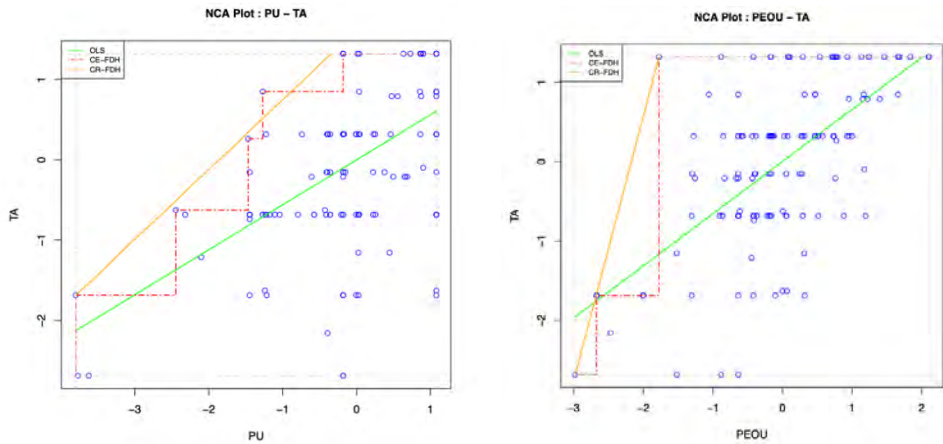 NCA Plot : PU – TA
OLS
CE–FDH
CR–FDH
TA
1
0
−1
−2
−3
−2
−1
0
1
PU
NCA Plot : PEOU – TA
OLS
CE–FDH
CR–FDH
TA
1
0
−1
−2
−3
−2
−1
0
1
2
PEOU